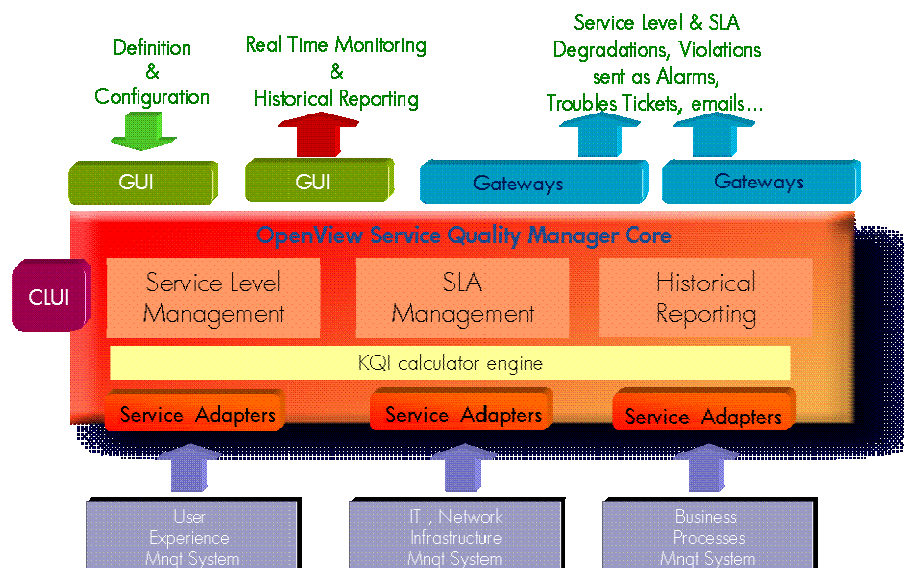 Definition
&
Configuration
Real Time Monitoring
&
Historical Reporting
Service Level & SLA
Degradations, Violations
sent as Alarms,
Troubles Tickets, emails...
GUI
GUI
Gateways
Gateways
OpenView Service Quality Manager Core
CLUI
Service Level
Management
SLA
Management
Historical
Reporting
KQI calculator engine
Service Adapters
Service Adapters
Service Adapters
User
Experience
Mngt System
IT , Network
Infrastructure
Mngt System
Business
Processes
Mngt System